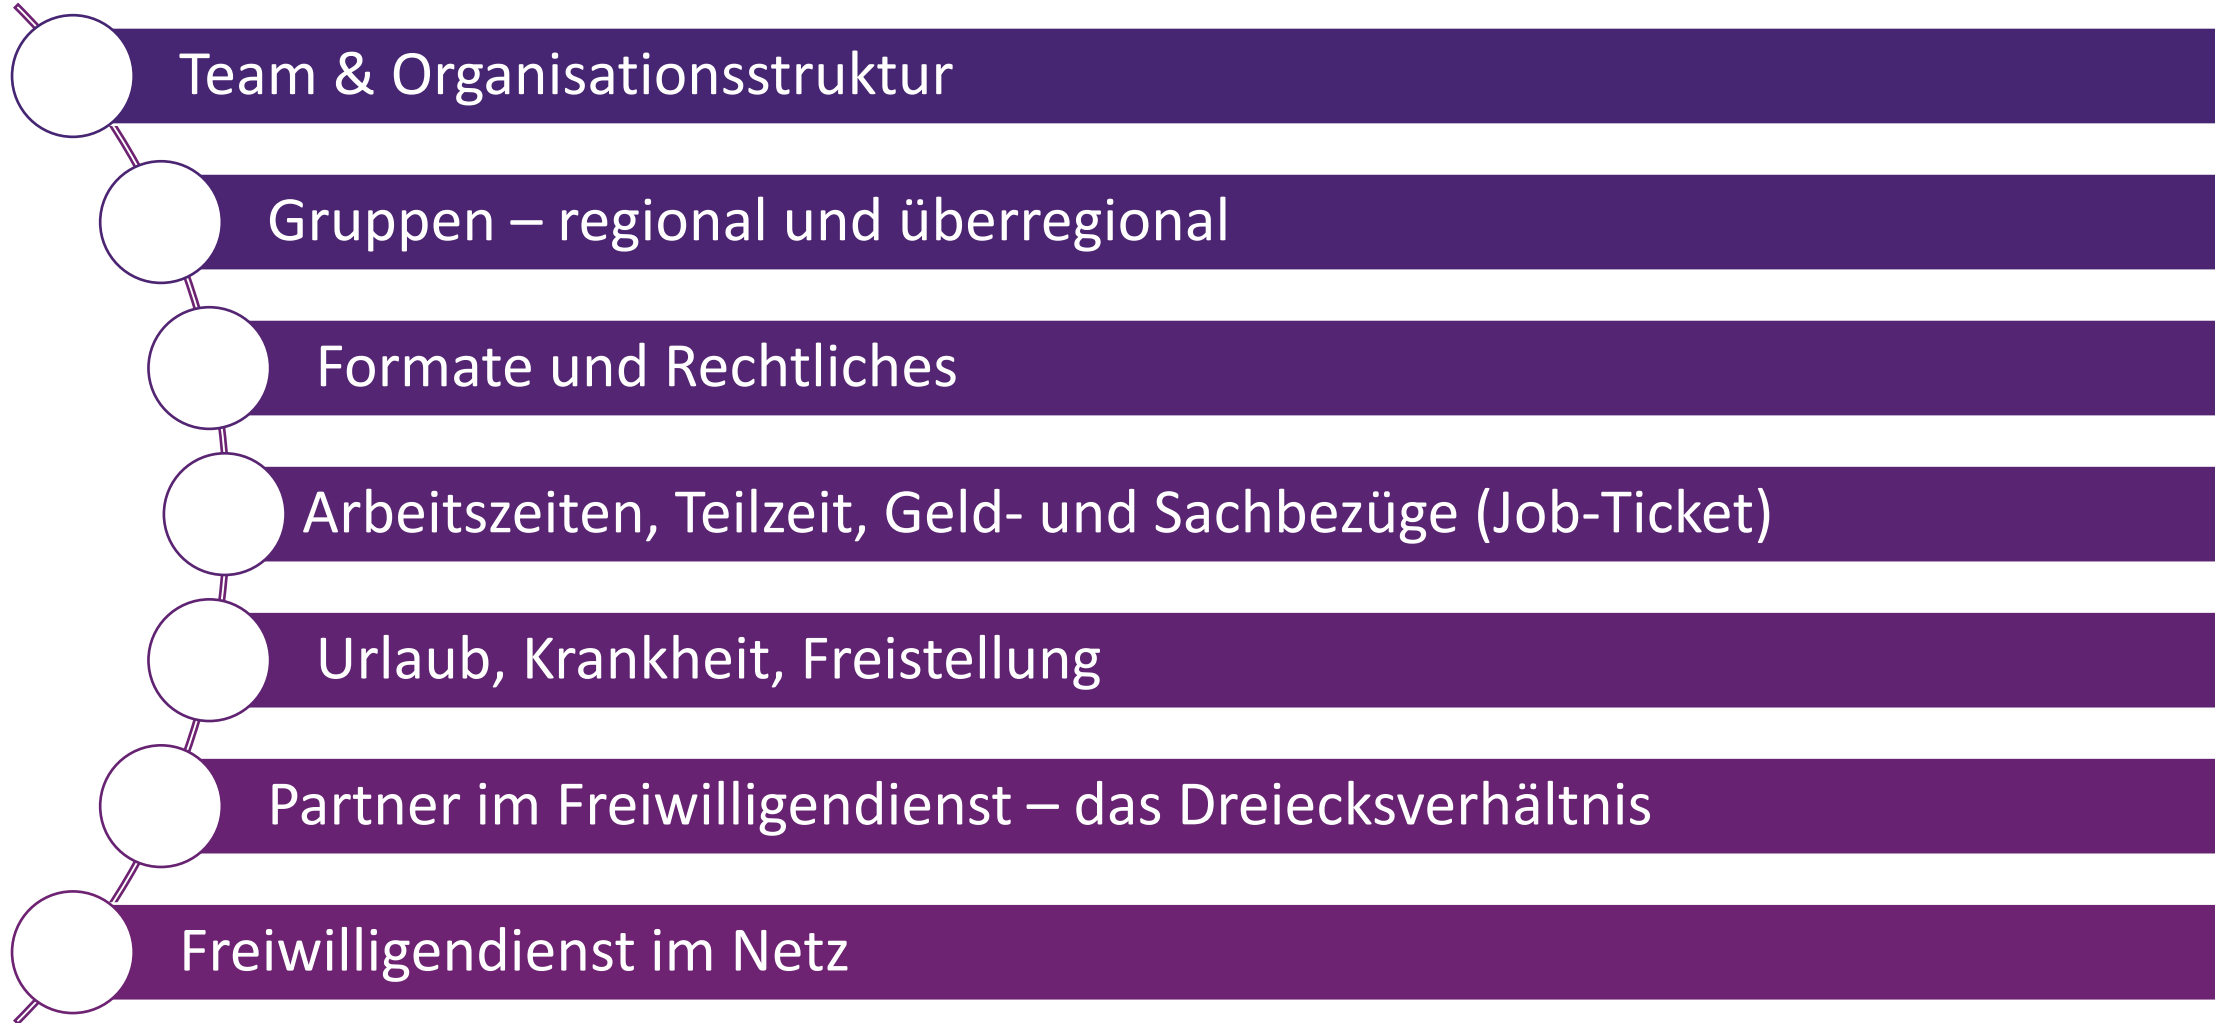 Team & Organisationsstruktur
Gruppen – regional und überregional
Formate und Rechtliches
Arbeitszeiten, Teilzeit, Geld- und Sachbezüge (Job-Ticket)
Urlaub, Krankheit, Freistellung
Partner im Freiwilligendienst – das Dreiecksverhältnis
Freiwilligendienst im Netz